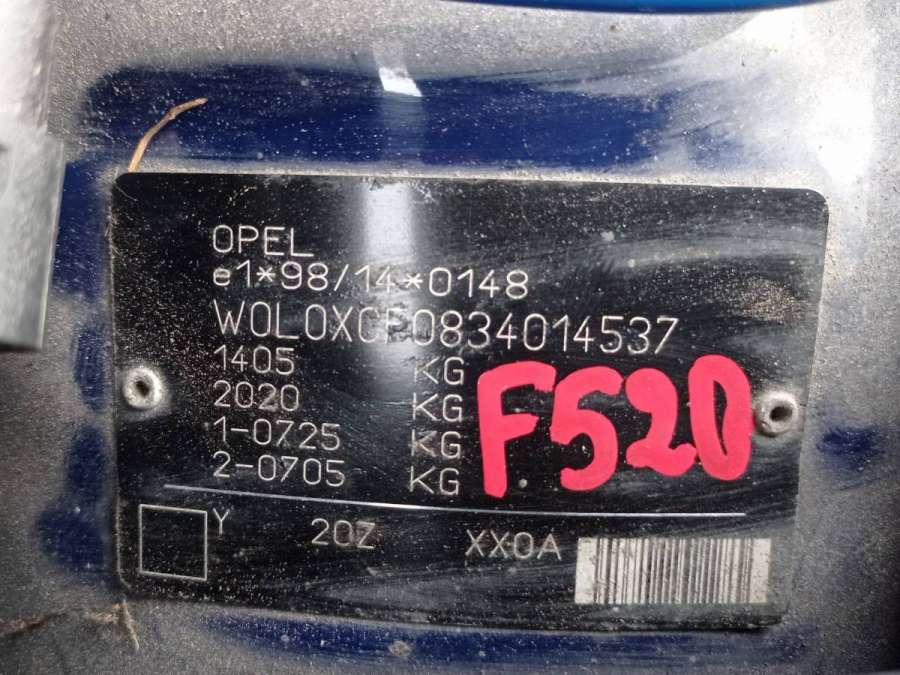 OPEL
e1*98/14*0148
W0L0XCF0834014537
1405 KG
2020 KG
1-0725 KG
2-0705 KG
F520
Y 20Z XX0A